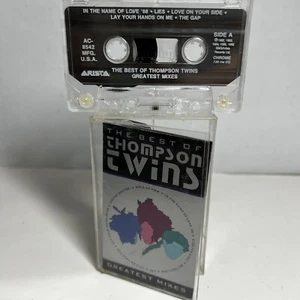 IN THE NAME OF LOVE '88 • LIES • LOVE ON YOUR SIDE •
LAY YOUR HANDS ON ME • THE GAP
AC-
8542
MFG.
U.S.A.
SIDE A
CHROME
THE BEST OF THOMPSON TWINS
GREATEST MIXES
ARISTA
THE BEST OF
THOMPSON
TWINS
GREATEST MIXES